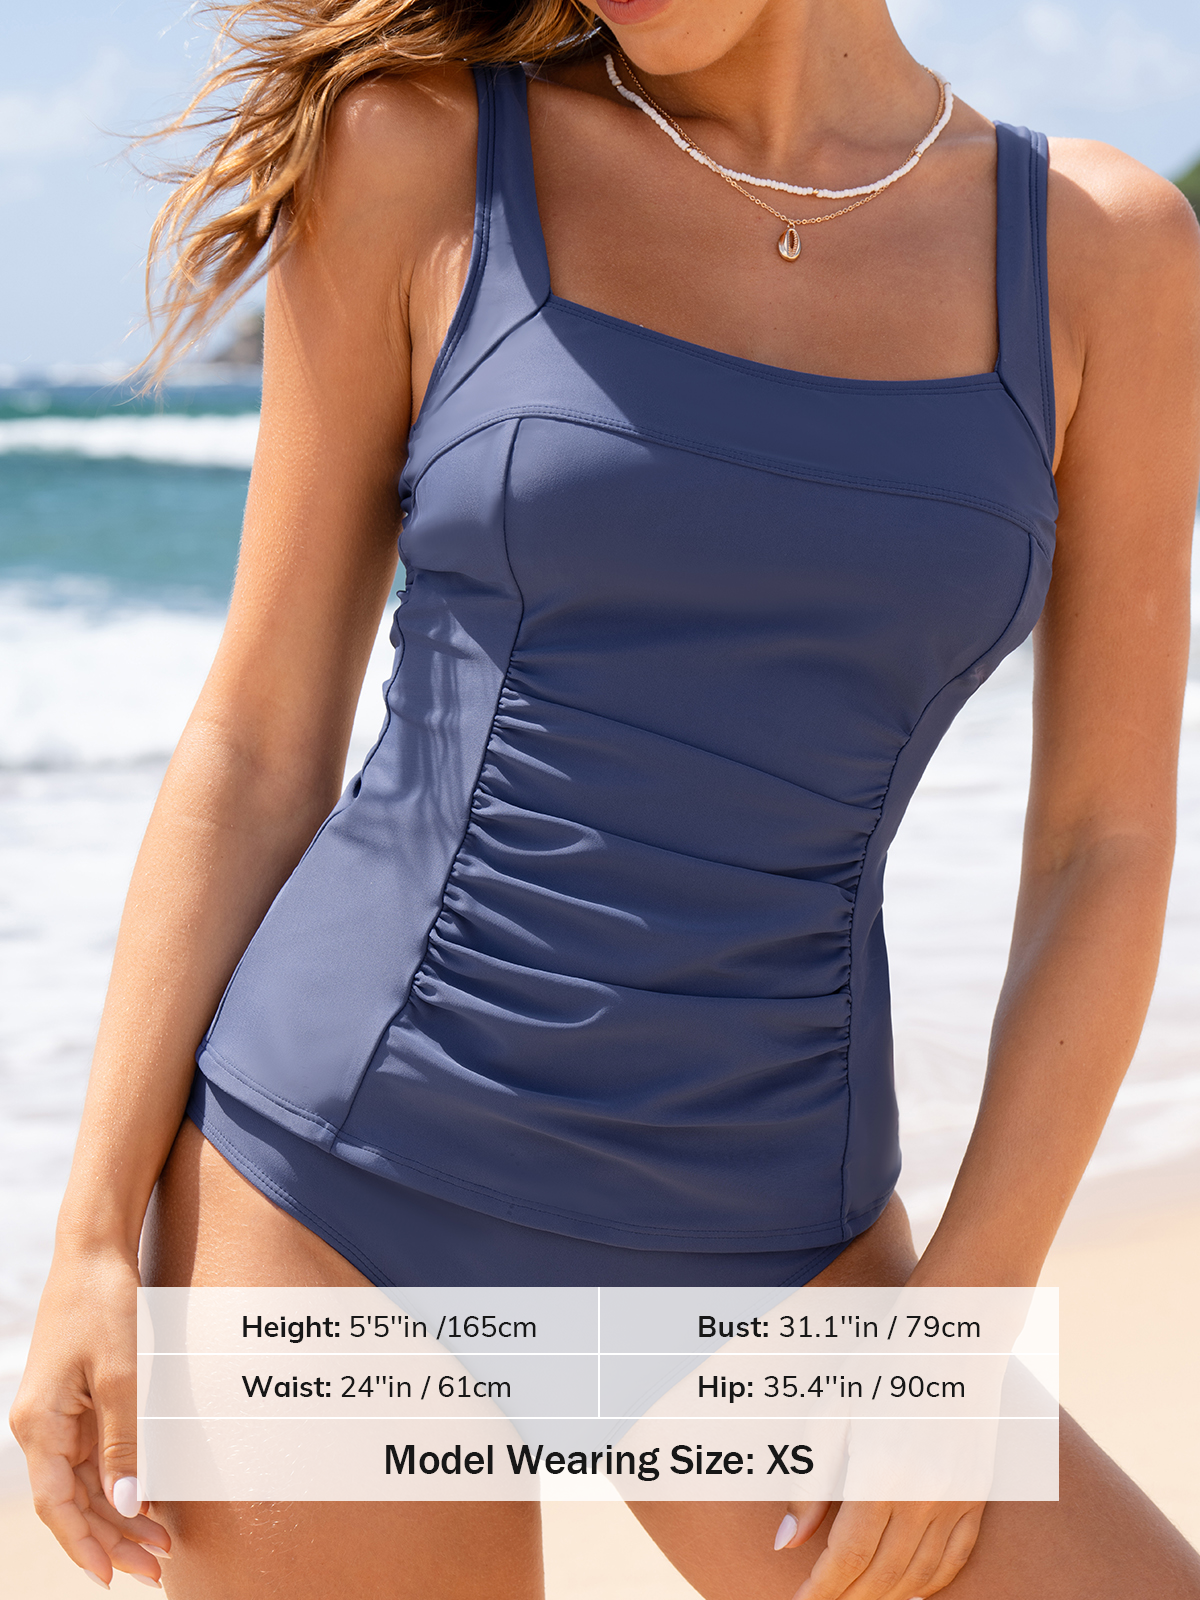 Height: 5'5''in /165cm
Bust: 31.1''in / 79cm
Waist: 24''in / 61cm
Hip: 35.4''in / 90cm
Model Wearing Size: XS